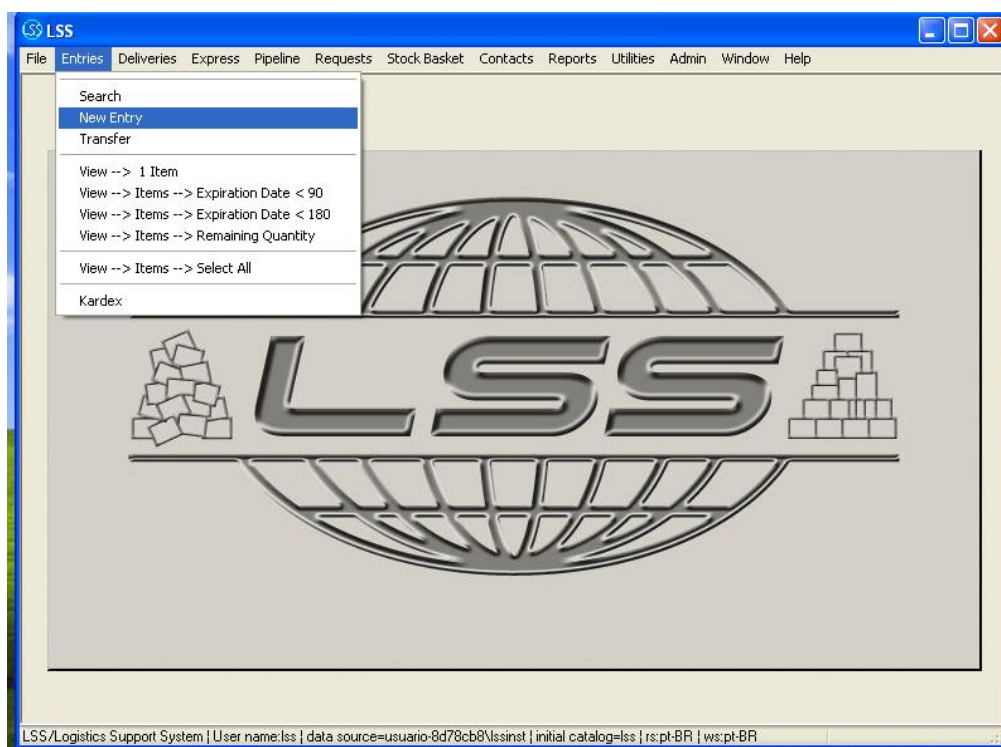 LSS
File Entries Deliveries Express Pipeline Requests Stock Basket Contacts Reports Utilities Admin Window Help
Search
New Entry
Transfer
View --> 1 Item
View --> Items --> Expiration Date < 90
View --> Items --> Expiration Date < 180
View --> Items --> Remaining Quantity
View --> Items --> Select All
Kardex
LSS
LSS/Logistics Support System | User name:lss | data source=usuario-8d78cb8\lssinst | initial catalog=lss | rs:pt-BR | ws:pt-BR